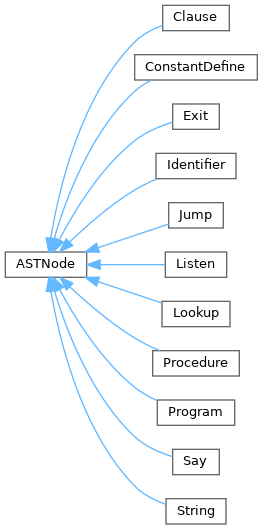 Clause
ConstantDefine
Exit
Identifier
Jump
ASTNode
Listen
Lookup
Procedure
Program
Say
String